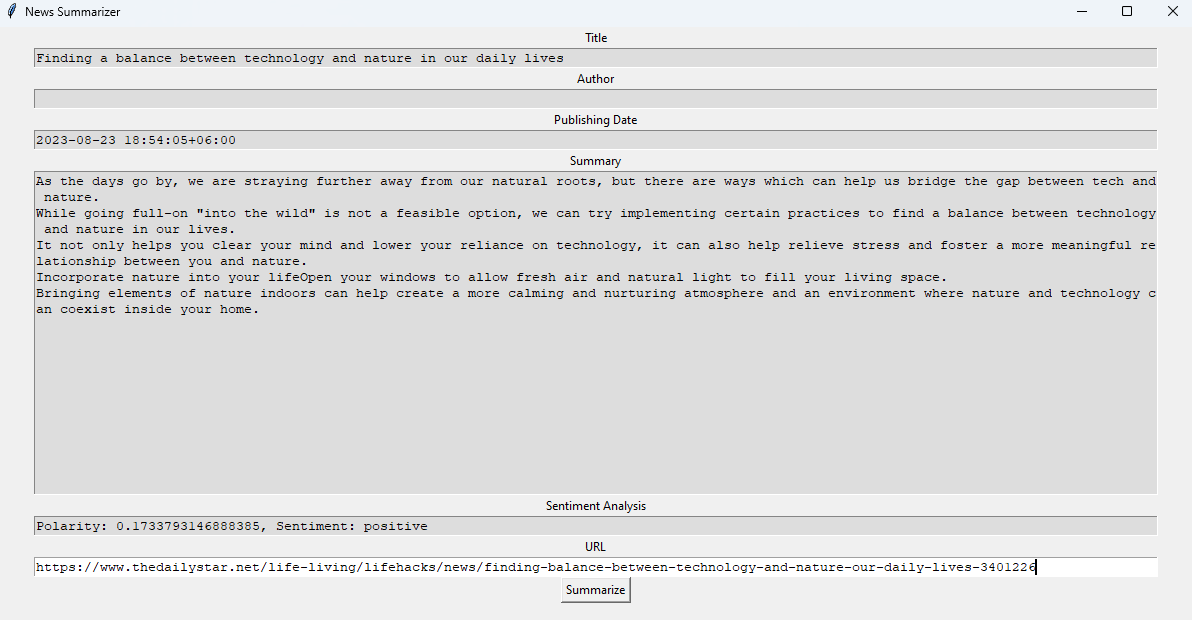 News Summarizer
Title
Finding a balance between technology and nature in our daily lives
Author
Publishing Date
2023-08-23 18:54:05+06:00
Summary
As the days go by, we are straying further away from our natural roots, but there are ways which can help us bridge the gap between tech and
nature.
While going full-on "into the wild" is not a feasible option, we can try implementing certain practices to find a balance between technology
and nature in our lives.
It not only helps you clear your mind and lower your reliance on technology, it can also help relieve stress and foster a more meaningful re
lationship between you and nature.
Incorporate nature into your lifeOpen your windows to allow fresh air and natural light to fill your living space.
Bringing elements of nature indoors can help create a more calming and nurturing atmosphere and an environment where nature and technology c
an coexist inside your home.
Sentiment Analysis
Polarity: 0.1733793146888385, Sentiment: positive
URL
https://www.thedailystar.net/life-living/lifehacks/news/finding-balance-between-technology-and-nature-our-daily-lives-3401226
Summarize